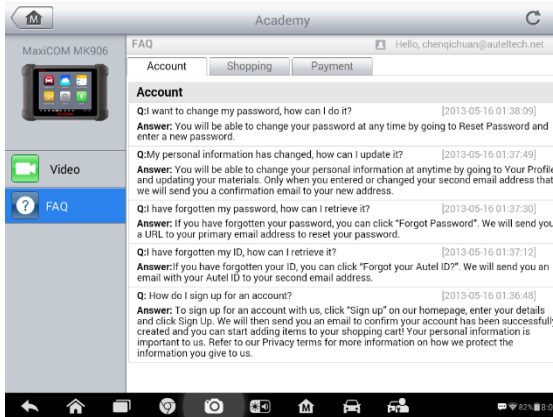 Academy
MaxiCOM MK906
FAQ
Hello, chenqichuan@auteltech.net
Account
Shopping
Payment
Account
Q:I want to change my password, how can I do it? [2013-05-16 01:38:09]
Answer: You will be able to change your password at any time by going to Reset Password and
enter a new password.
Q:My personal information has changed, how can I update it? [2013-05-16 01:37:49]
Answer: You will be able to change your personal information at anytime by going to Your Profile
and updating your materials. Only when you entered or changed your second email address that
we will send you a confirmation email to your new address.
Q:I have forgotten my password, how can I retrieve it? [2013-05-16 01:37:30]
Answer: If you have forgotten your password, you can click “Forgot Password”. We will send you
a URL to your primary email address to reset your password.
Q:I have forgotten my ID, how can I retrieve it? [2013-05-16 01:37:12]
Answer:If you have forgotten your ID, you can click “Forgot your Autel ID?”. We will send you an
email with your Autel ID to your second email address.
Q: How do I sign up for an account? [2013-05-16 01:36:48]
Answer: To sign up for an account with us, click “Sign up” on our homepage, enter your details
and click Sign Up. We will then send you an email to confirm your account has been successfully
created and you can start adding items to your shopping cart! Your personal information is
important to us. Refer to our Privacy terms for more information on how we protect the
information you give to us.
Video
FAQ
82%